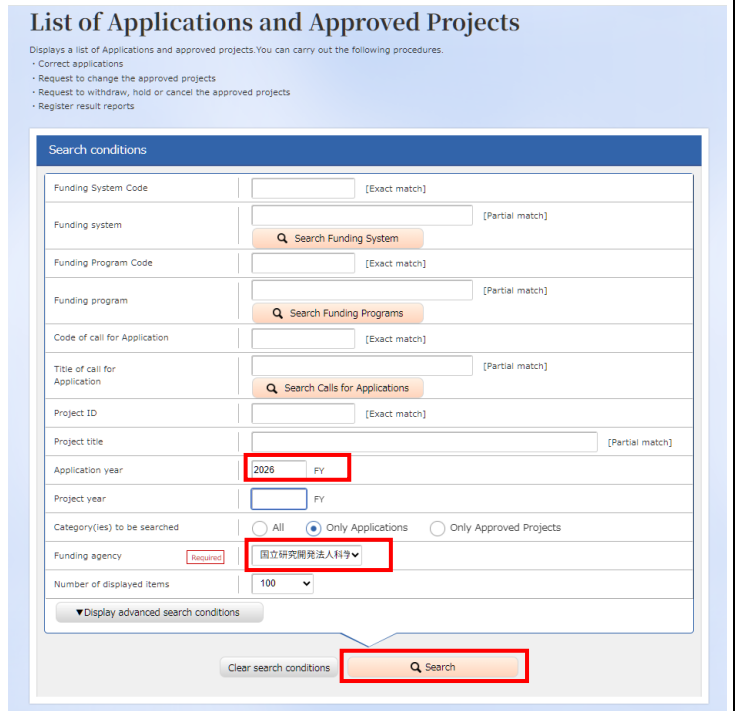 List of Applications and Approved Projects
Displays a list of Applications and approved projects.You can carry out the following procedures.
・Correct applications
・Request to change the approved projects
・Request to withdraw, hold or cancel the approved projects
・Register result reports
Search conditions
Funding System Code [Exact match]
Funding system [Partial match]
Search Funding System
Funding Program Code [Exact match]
Funding program [Partial match]
Search Funding Programs
Code of call for Application [Exact match]
Title of call for
Application [Partial match]
Search Calls for Applications
Project ID [Exact match]
Project title [Partial match]
Application year 2026 FY
Project year FY
Category(ies) to be searched All Only Applications Only Approved Projects
Funding agency Required 国立研究開発法人科学
Number of displayed items 100
▼Display advanced search conditions
Clear search conditions Search